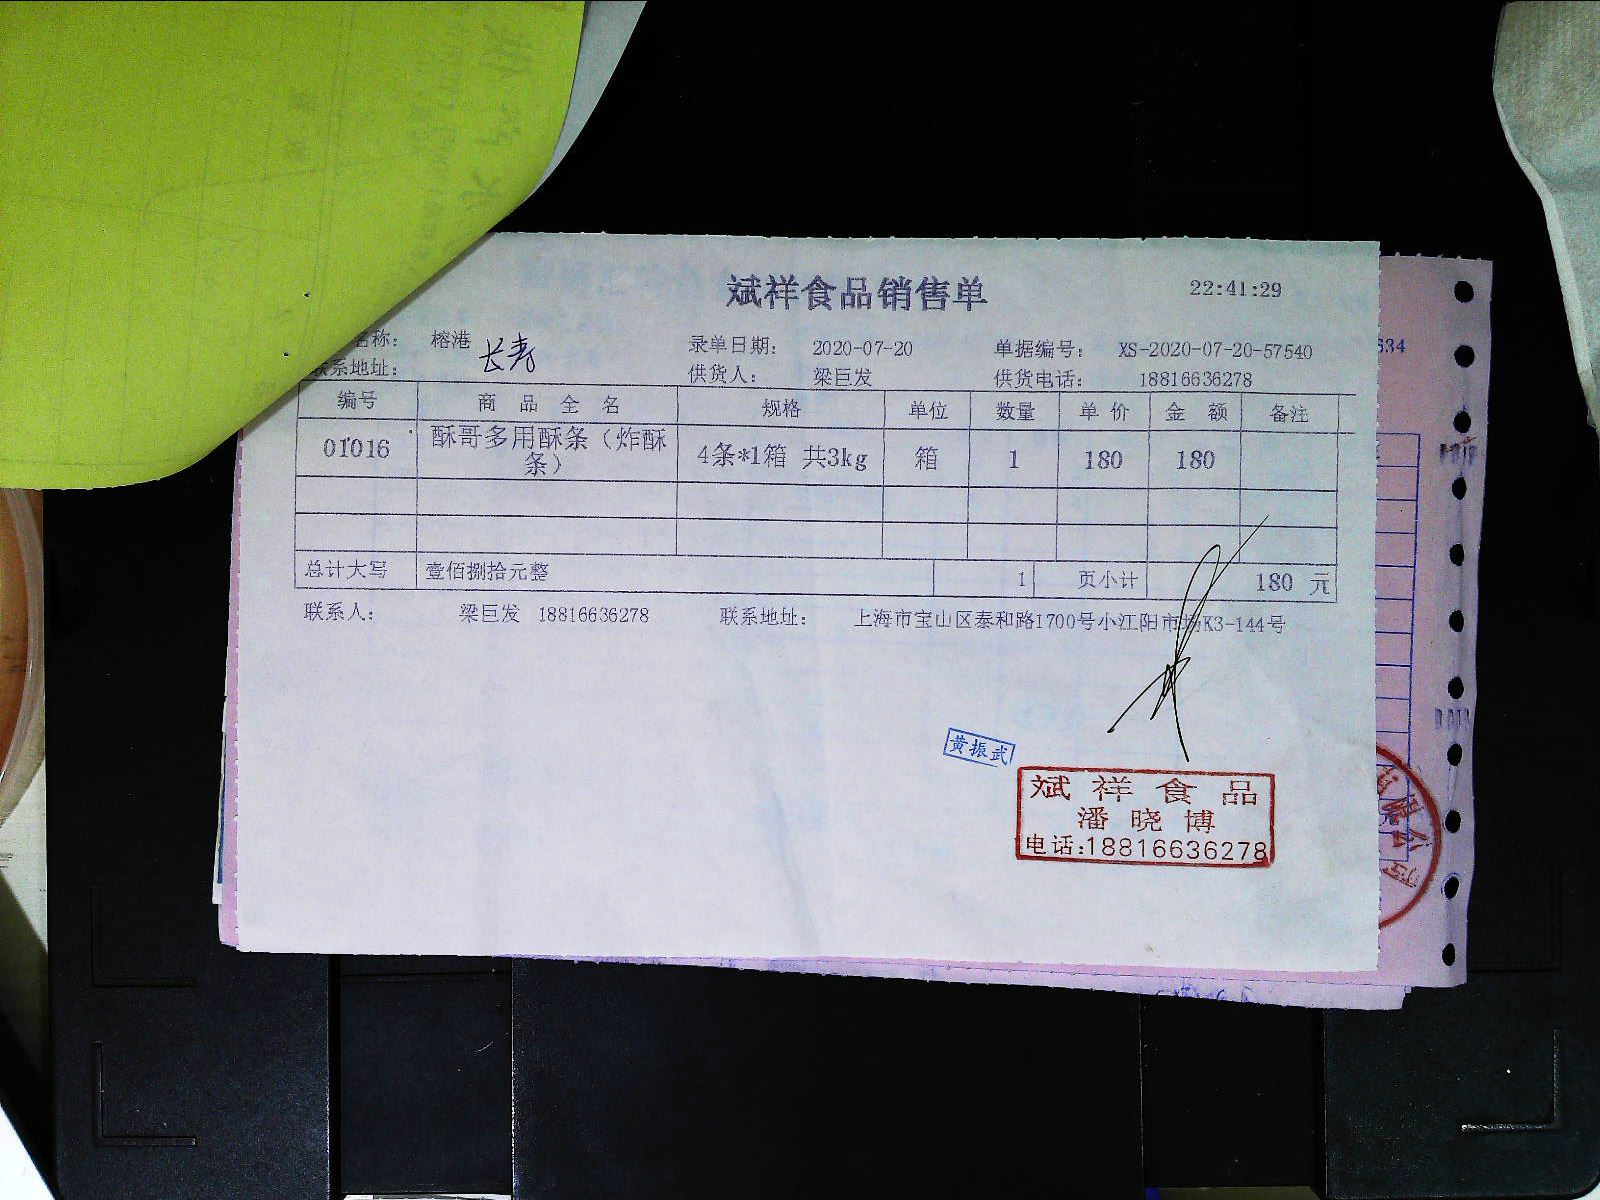 斌祥食品销售单
22:41:29
名称： 榕港 长寿 录单日期： 2020-07-20 单据编号： XS-2020-07-20-57540
联系地址： 供货人： 梁巨发 供货电话： 18816636278
编号 商品全名 规格 单位 数量 单价 金额 备注
01016 酥哥多用酥条（炸酥条） 4条*1箱 共3kg 箱 1 180 180
总计大写 壹佰捌拾元整 1 页小计 180 元
联系人： 梁巨发 18816636278 联系地址： 上海市宝山区泰和路1700号小江阳市场K3-144号
黄振武
斌祥食品
潘晓博
电话:18816636278
634